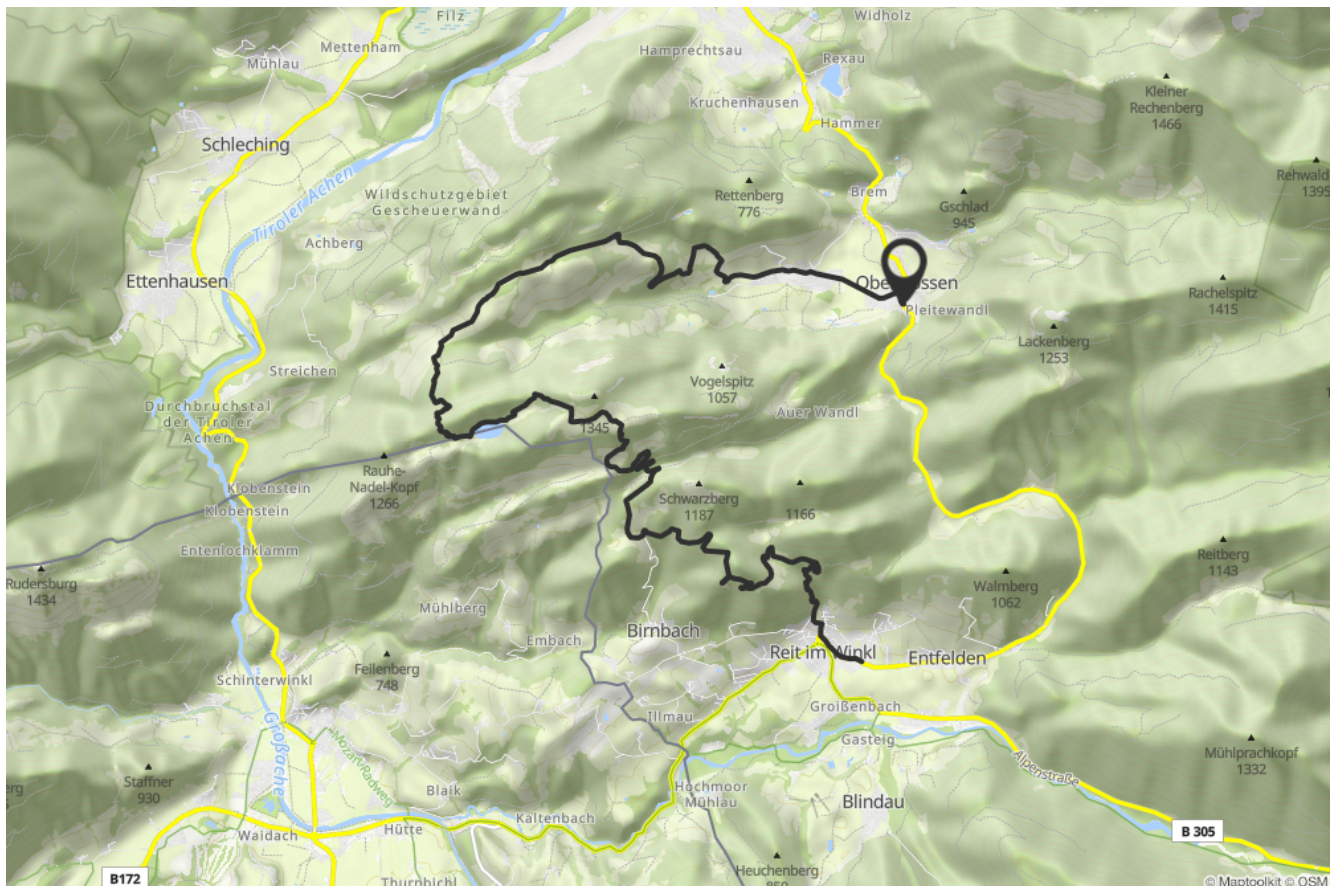 Filz
Widholz
Mettenham
Mühlau
Hamprechtsau
Rexau
Kruchenhausen
Kleiner
Rechenberg
1466
Hammer
Schleching
Tiroler Achen
Wildschutzgebiet
Gescheuerwand
Rettenberg
776
Brem
Gschlad
945
1395
Achberg
Ettenhausen
Pleitewandl
Rachelspitz
1415
Lackenberg
1253
Streichen
Vogelspitz
1057
Durchbruchstal
der Tiroler
Achen
Auer Wandl
1345
Rauhe-
Nadel-Kopf
1266
Klobenstein
Klobenstein
Schwarzberg
1187
1166
Entenlochklamm
Reitberg
1143
Rudersburg
1434
Walmberg
1062
Mühlberg
Embach
Birnbach
Reit im Winkl
Entfelden
Feilenberg
748
Schinterwinkl
Großache
Illmau
Groißenbach
Gasteig
Alpenstraße
Mühlprachkopf
1332
Staffner
930
Mozart-Radweg
Blaik
Hochmoor
Mühlau
Blindau
Kaltenbach
Waidach
Hütte
B 305
B172
Thurnbichl
Heuchenberg
© Maptoolkit © OSM